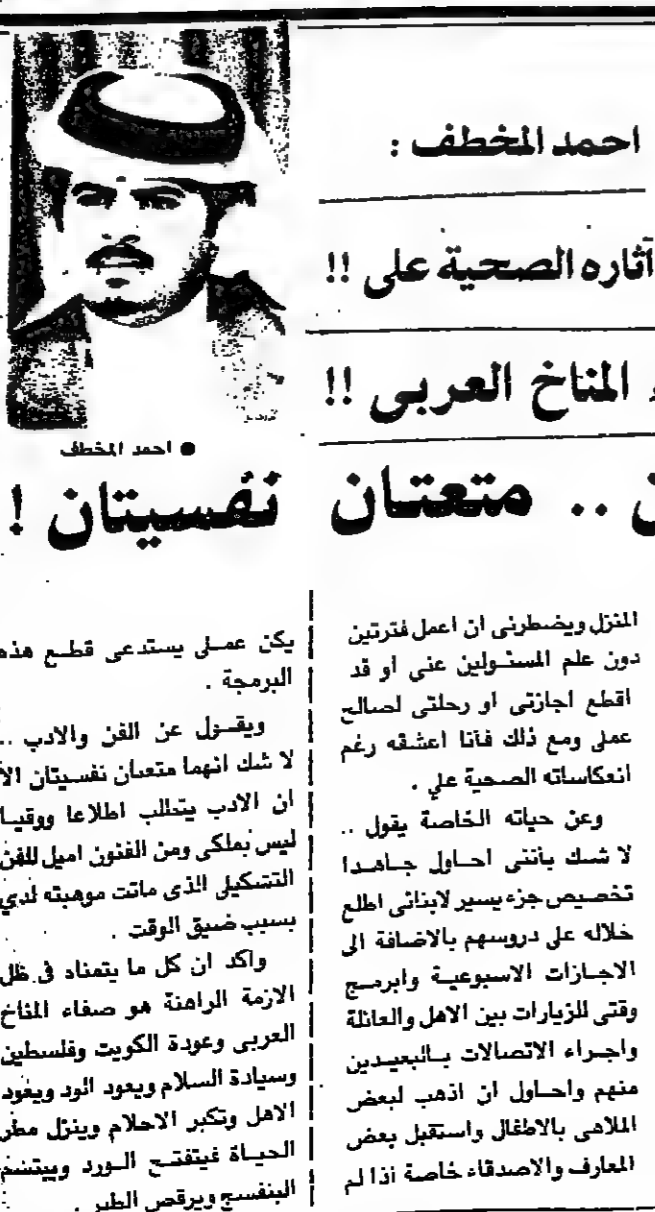 احمد المخطف :
آثاره الصحية على !!
المناخ العربى !!
● احمد المخطف
.. متعتان نفسيتان !
المنزل ويضطرنى ان اعمل فترتين
دون علم المسئولين عنى او قد
اقطع اجازتى او رحلتى لصالح
عملى ومع ذلك فأنا اعشقه رغم
انعكاساته الصحية علي .
وعن حياته الخاصة يقول ..
لا شك بأننى احاول جاهدا
تخصيص جزء يسير لابنائى اطلع
خلاله على دروسهم بالاضافة الى
الاجازات الاسبوعية وابرمج
وقتى للزيارات بين الاهل والعائلة
واجراء الاتصالات بالبعيدين
منهم واحاول ان اذهب لبعض
الملاهى بالاطفال واستقبل بعض
المعارف والاصدقاء خاصة اذا لم
يكن عملى يستدعى قطع هذه
البرمجة .
ويقول عن الفن والادب ..
لا شك انهما متعتان نفسيتان الا
ان الادب يتطلب اطلاعا ووقتا
ليس بملكى ومن الفنون اميل للفن
التشكيلى الذى ماتت موهبته لدي
بسبب ضيق الوقت .
واكد ان كل ما يتمناه فى ظل
الازمة الراهنة هو صفاء المناخ
العربى وعودة الكويت وفلسطين
وسيادة السلام ويعود الود ويعود
الاهل وتكبر الاحلام وينزل مطر
الحياة فيتفتح الورد ويبتسم
البنفسج ويرقص الطير .